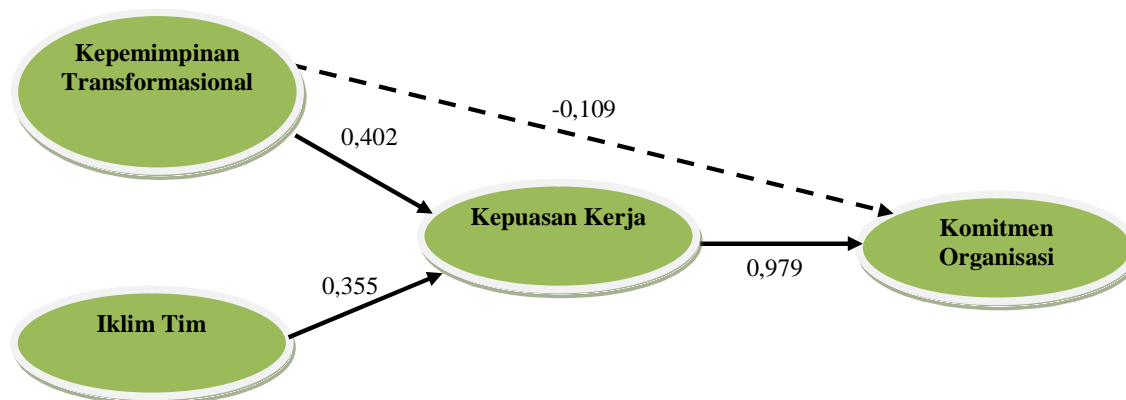 Kepemimpinan
Transformasional
-0,109
0,402
Kepuasan Kerja
Komitmen
Organisasi
0,979
0,355
Iklim Tim